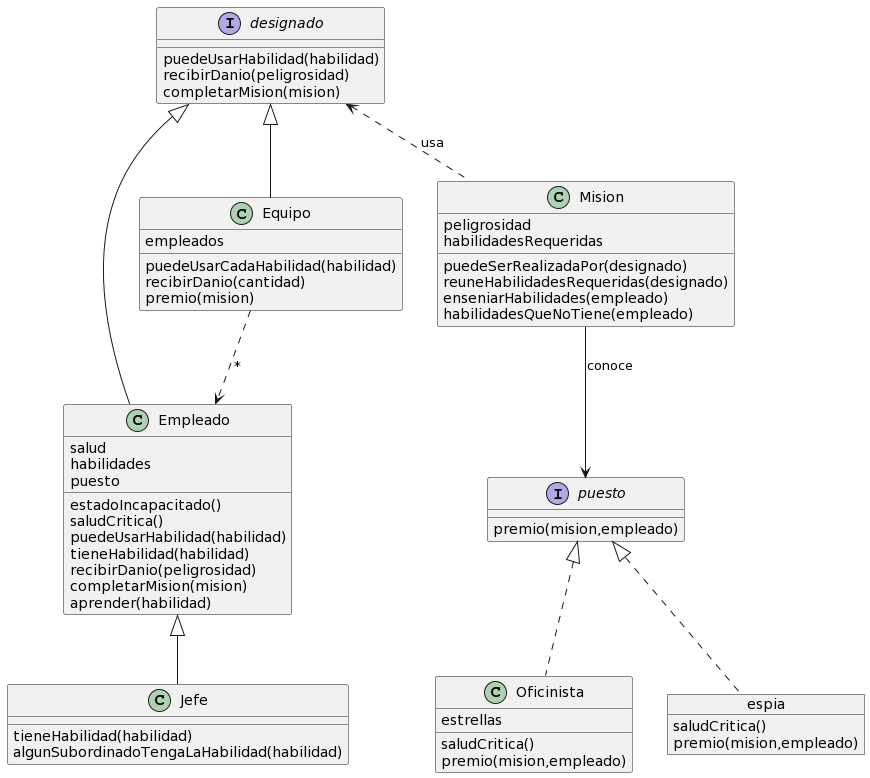 I designado
puedeUsarHabilidad(habilidad)
recibirDanio(peligrosidad)
completarMision(mision)
usa
C Equipo
empleados
puedeUsarCadaHabilidad(habilidad)
recibirDanio(cantidad)
premio(mision)
C Mision
peligrosidad
habilidadesRequeridas
puedeSerRealizadaPor(designado)
reuneHabilidadesRequeridas(designado)
enseniarHabilidades(empleado)
habilidadesQueNoTiene(empleado)
*
conoce
C Empleado
salud
habilidades
puesto
estadoIncapacitado()
saludCritica()
puedeUsarHabilidad(habilidad)
tieneHabilidad(habilidad)
recibirDanio(peligrosidad)
completarMision(mision)
aprender(habilidad)
I puesto
premio(mision,empleado)
C Jefe
tieneHabilidad(habilidad)
algunSubordinadoTengaLaHabilidad(habilidad)
C Oficinista
estrellas
saludCritica()
premio(mision,empleado)
espia
saludCritica()
premio(mision,empleado)